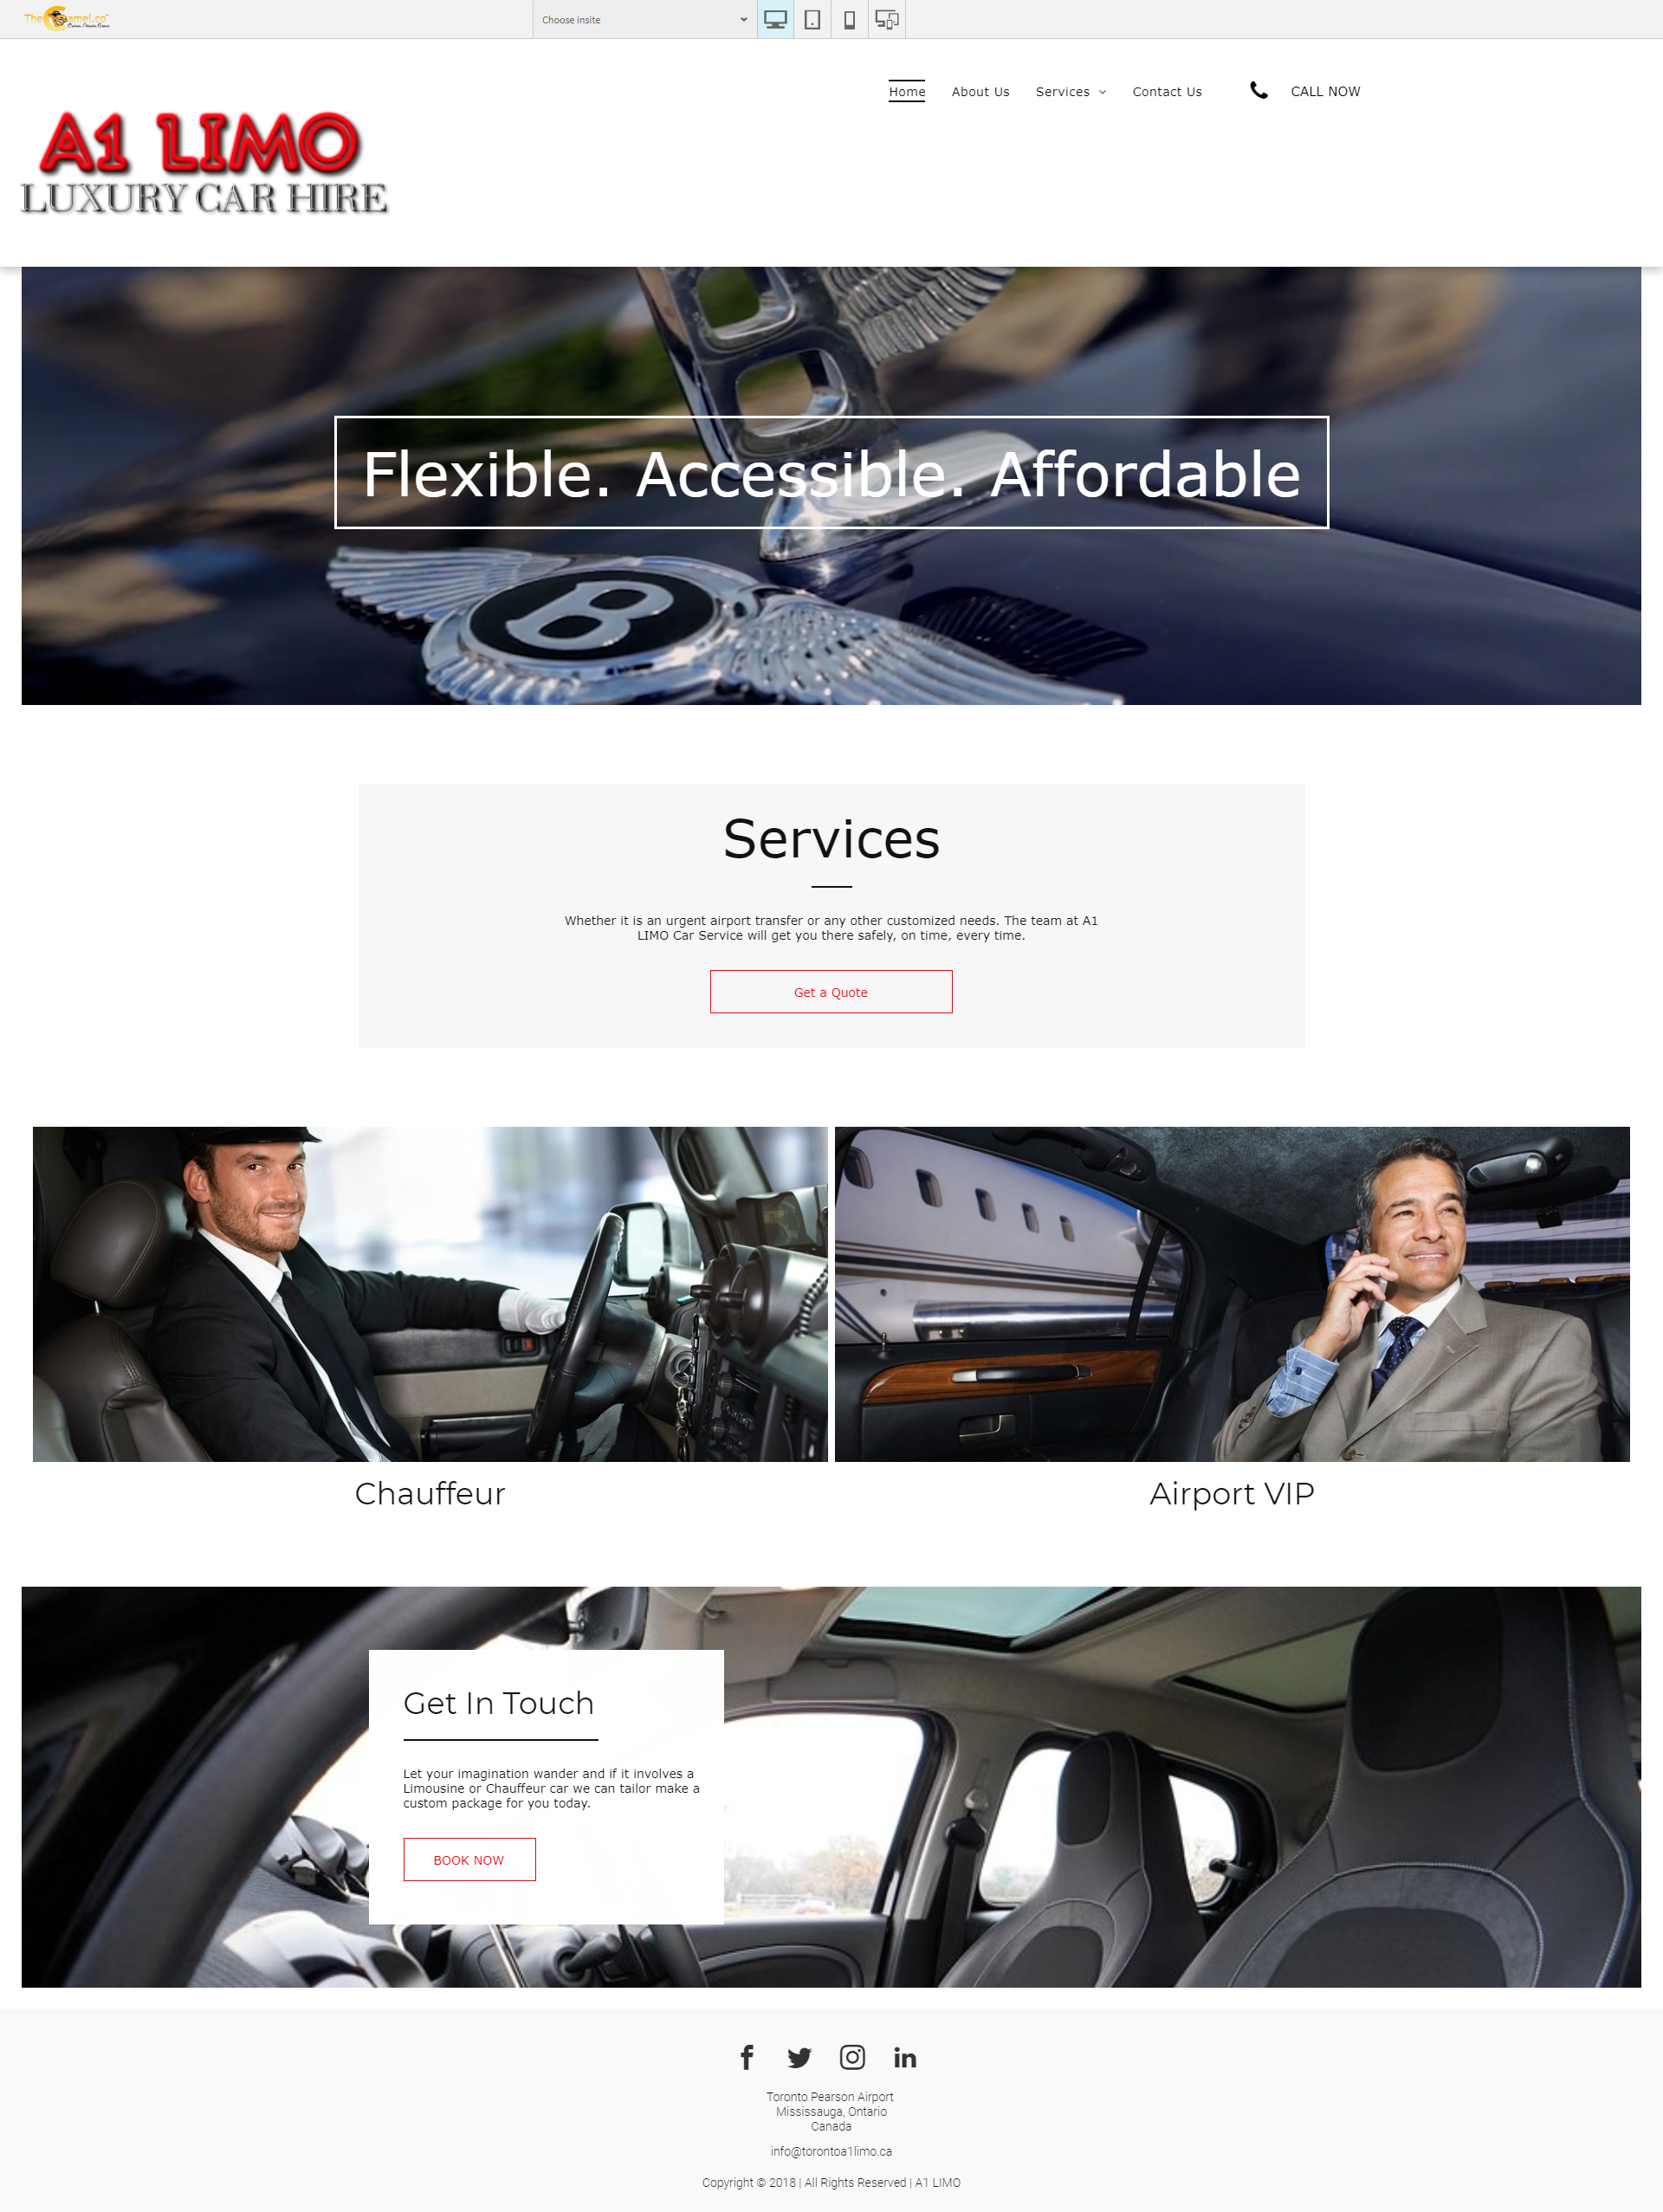 Choose insite
Home About Us Services Contact Us CALL NOW
A1 LIMO
LUXURY CAR HIRE
Flexible. Accessible. Affordable
B
Services
Whether it is an urgent airport transfer or any other customized needs. The team at A1
LIMO Car Service will get you there safely, on time, every time.
Get a Quote
Chauffeur
Airport VIP
Get In Touch
Let your imagination wander and if it involves a
Limousine or Chauffeur car we can tailor make a
custom package for you today.
BOOK NOW
Toronto Pearson Airport
Mississauga, Ontario
Canada
info@torontoa1limo.ca
Copyright © 2018 | All Rights Reserved | A1 LIMO